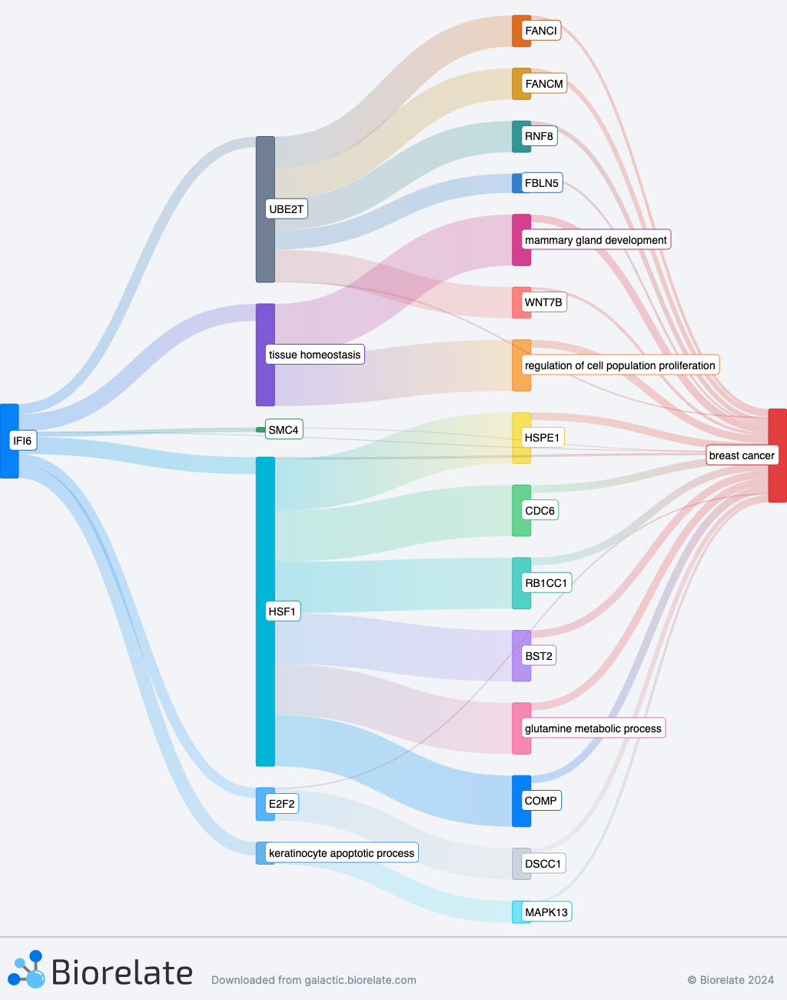 FANCI
FANCM
RNF8
FBLN5
UBE2T
mammary gland development
WNT7B
tissue homeostasis
regulation of cell population proliferation
SMC4
IFI6
HSPE1
breast cancer
CDC6
RB1CC1
HSF1
BST2
glutamine metabolic process
E2F2
COMP
keratinocyte apoptotic process
DSCC1
MAPK13
Biorelate
Downloaded from galactic.biorelate.com
© Biorelate 2024